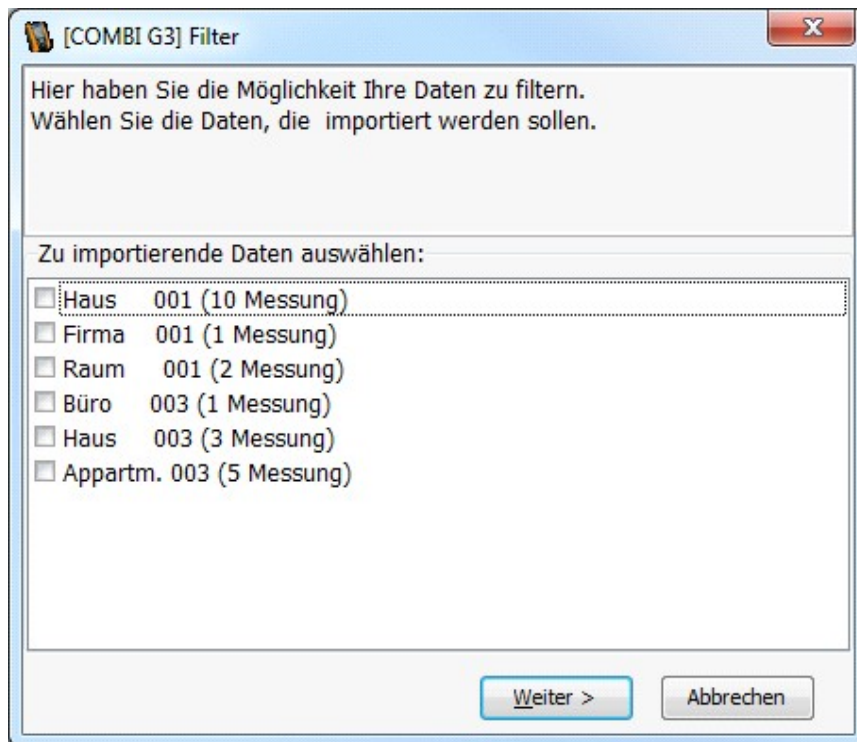 [COMBI G3] Filter
Hier haben Sie die Möglichkeit Ihre Daten zu filtern.
Wählen Sie die Daten, die  importiert werden sollen.
Zu importierende Daten auswählen:
Haus 001 (10 Messung)
Firma 001 (1 Messung)
Raum 001 (2 Messung)
Büro 003 (1 Messung)
Haus 003 (3 Messung)
Appartm. 003 (5 Messung)
Weiter >
Abbrechen